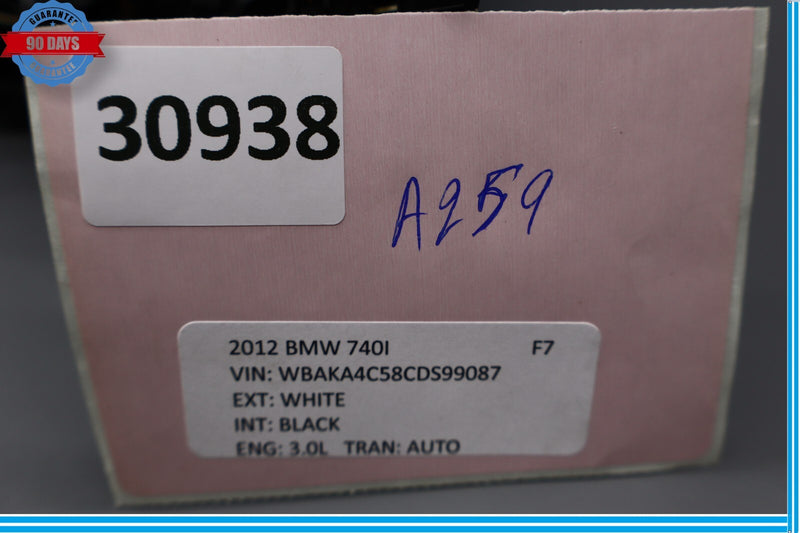 GUARANTEE
90 DAYS
GUARANTEE
30938
A259
2012 BMW 740I F7
VIN: WBAKA4C58CDS99087
EXT: WHITE
INT: BLACK
ENG: 3.0L TRAN: AUTO